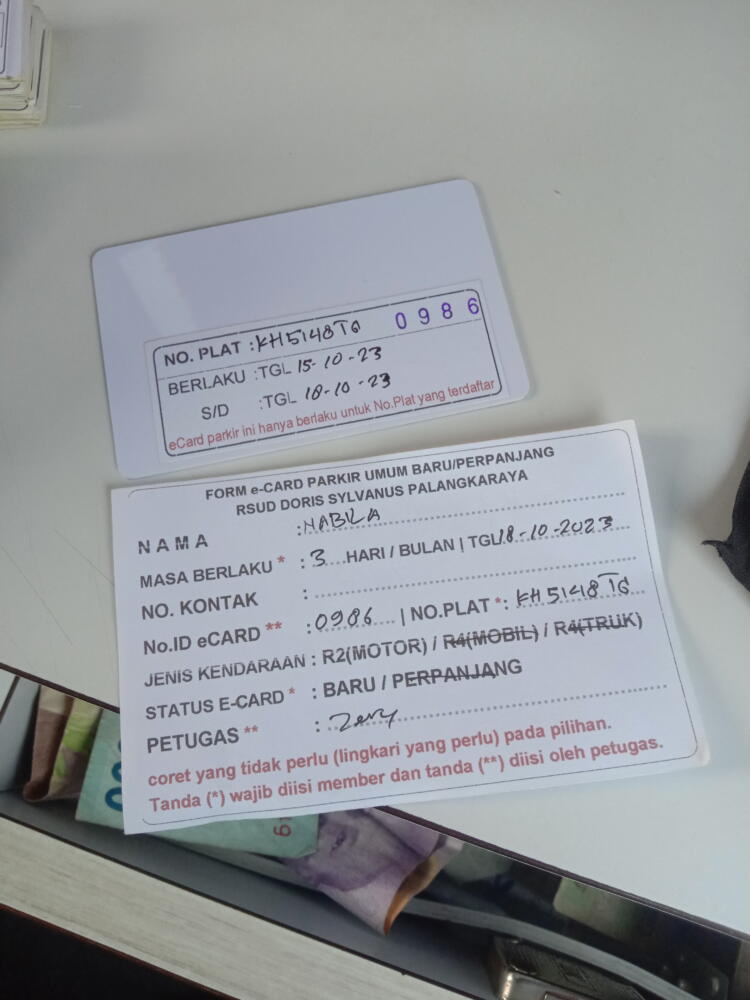 NO. PLAT : KH5148TQ 0986
BERLAKU : TGL 15-10-23
S/D : TGL 18-10-23
eCard parkir ini hanya berlaku untuk No.Plat yang terdaftar
FORM e-CARD PARKIR UMUM BARU/PERPANJANG
RSUD DORIS SYLVANUS PALANGKARAYA
NAMA : NABILA
MASA BERLAKU * : 3 HARI / BULAN | TGL 18-10-2023
NO. KONTAK :
No.ID eCARD ** : 0986 | NO.PLAT *: KH 5148 TQ
JENIS KENDARAAN : R2(MOTOR) / R4(MOBIL) / R4(TRUK)
STATUS E-CARD * : BARU / PERPANJANG
PETUGAS ** :
coret yang tidak perlu (lingkari yang perlu) pada pilihan.
Tanda (*) wajib diisi member dan tanda (**) diisi oleh petugas.